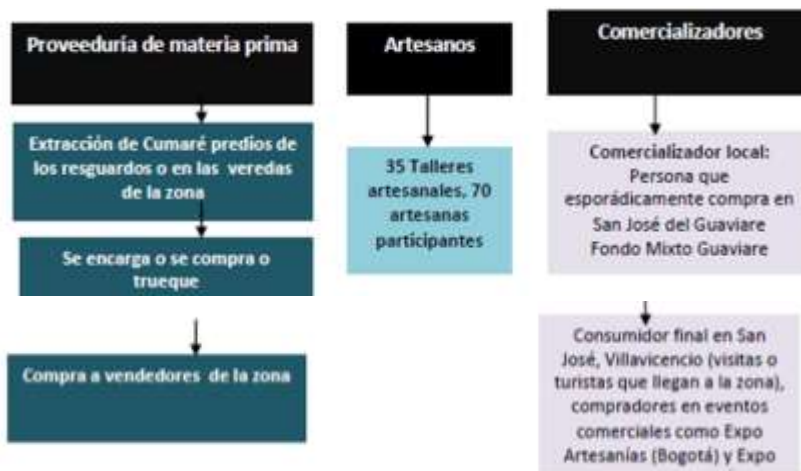 Proveeduría de materia prima
Extracción de Cumaré predios de
los resguardos o en las veredas
de la zona
Se encarga o se compra o
trueque
Compra a vendedores de la zona
Artesanos
35 Talleres
artesanales, 70
artesanas
participantes
Comercializadores
Comercializador local:
Persona que
esporádicamente compra en
San José del Guaviare
Fondo Mixto Guaviare
Consumidor final en San
José, Villavicencio (visitas o
turistas que llegan a la zona),
compradores en eventos
comerciales como Expo
Artesanías (Bogotá) y Expo